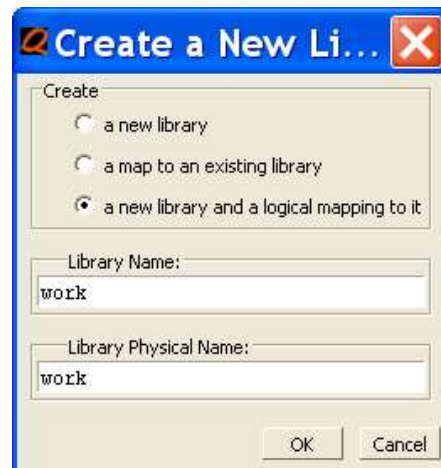 Create a New Li...
Create
a new library
a map to an existing library
a new library and a logical mapping to it
Library Name:
work
Library Physical Name:
work
OK Cancel